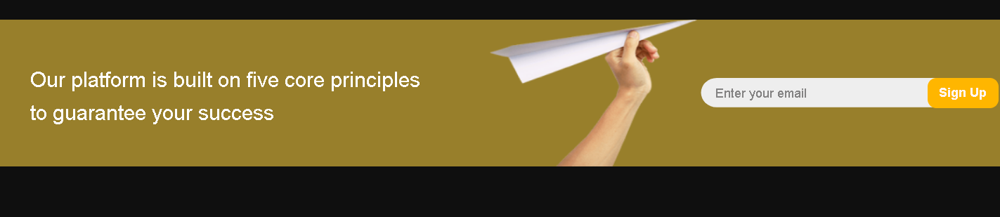 Our platform is built on five core principles
to guarantee your success
Enter your email
Sign Up